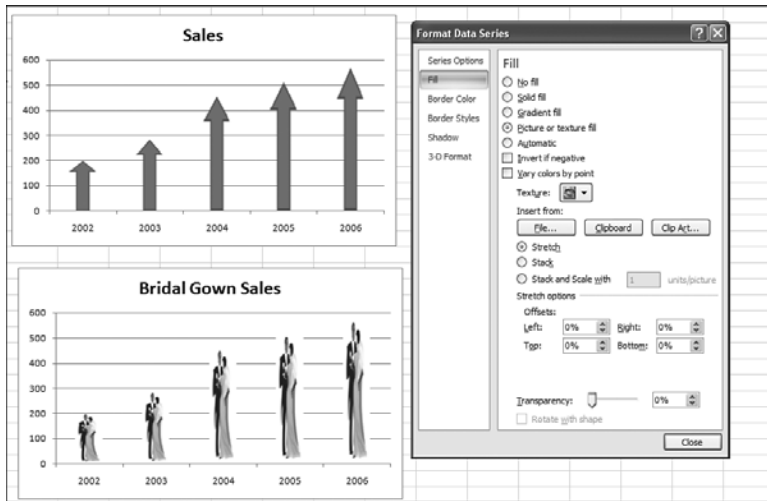 Sales
600
500
400
300
200
100
0
2002 2003 2004 2005 2006
Bridal Gown Sales
600
500
400
300
200
100
0
2002 2003 2004 2005 2006
Format Data Series
Series Options
Fill
Border Color
Border Styles
Shadow
3-D Format
Fill
No fill
Solid fill
Gradient fill
Picture or texture fill
Automatic
Invert if negative
Vary colors by point
Texture:
Insert from:
File... Clipboard Clip Art...
Stretch
Stack
Stack and Scale with 1 units/picture
Stretch options
Offsets:
Left: 0% Right: 0%
Top: 0% Bottom: 0%
Transparency: 0%
Rotate with shape
Close